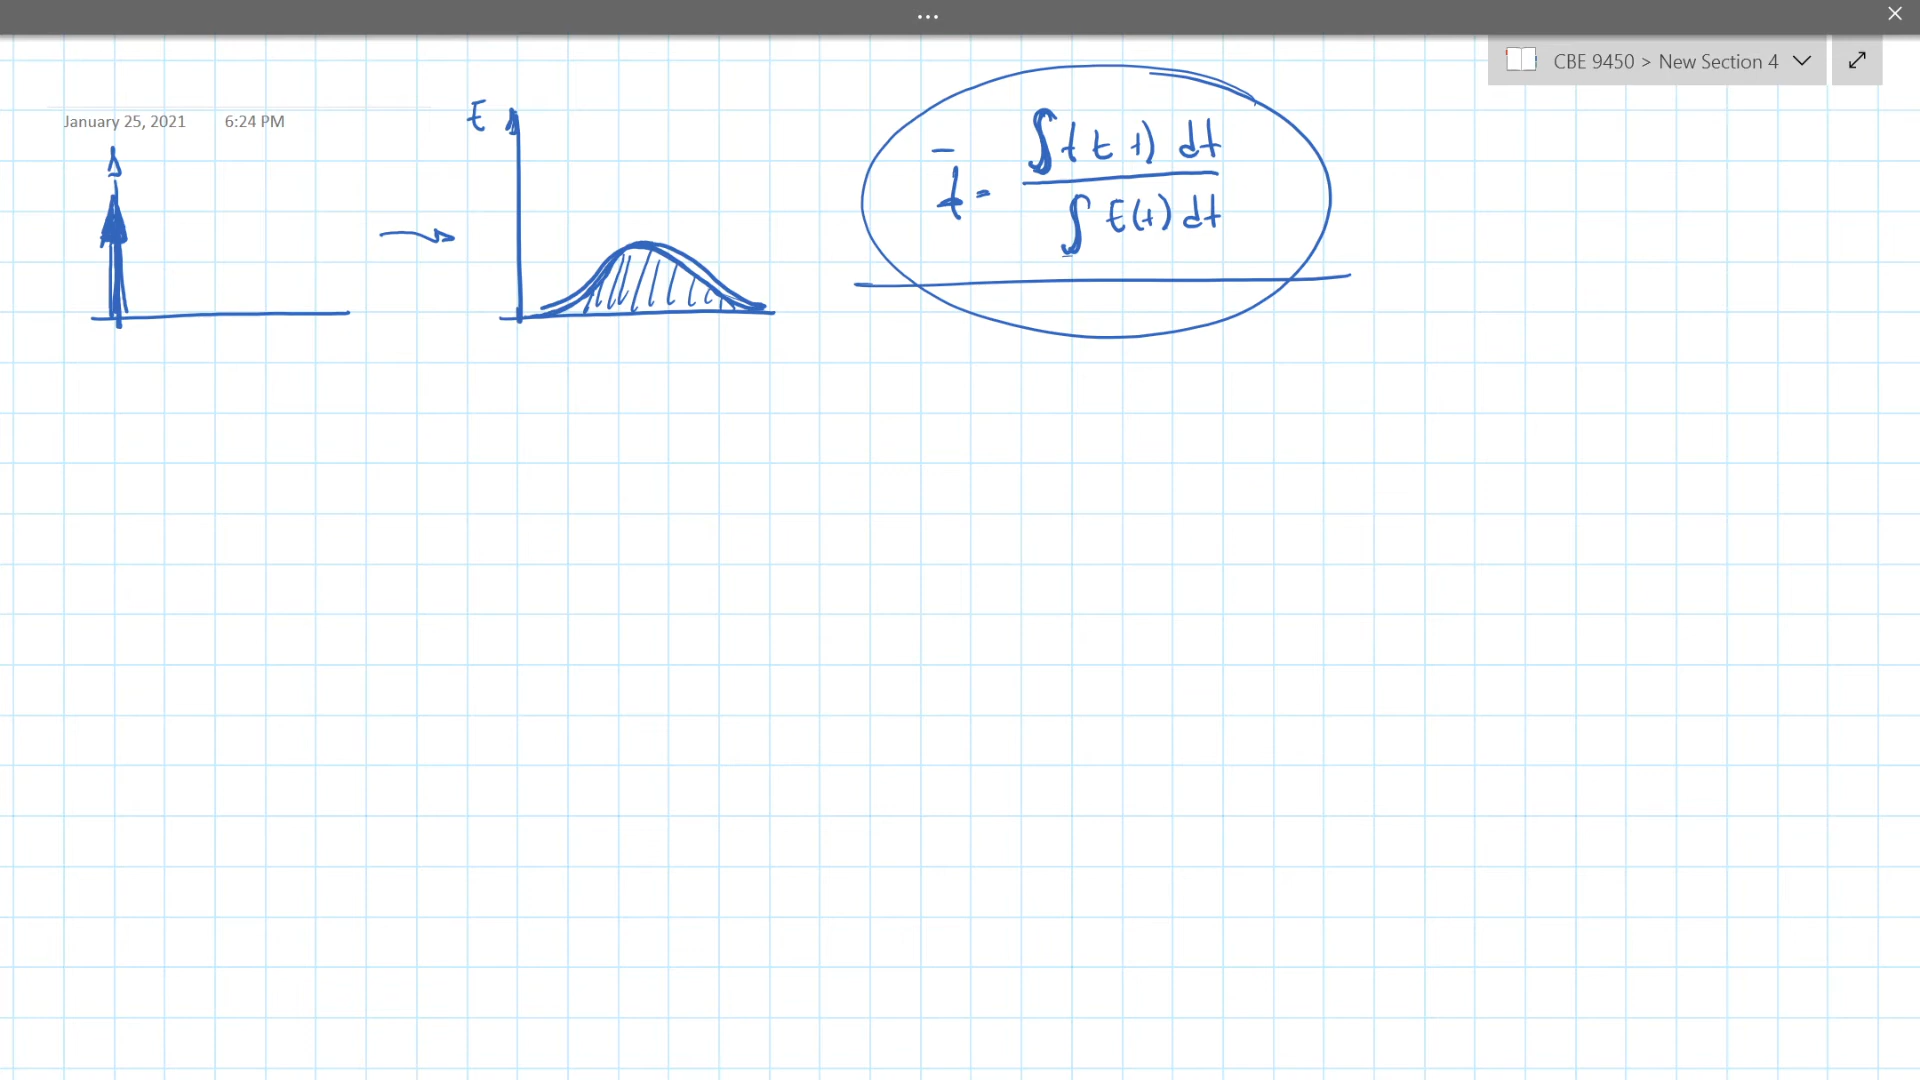 CBE 9450 > New Section 4
January 25, 2021 6:24 PM
E
t̄ = ∫ t E t) dt
∫ E(t) dt